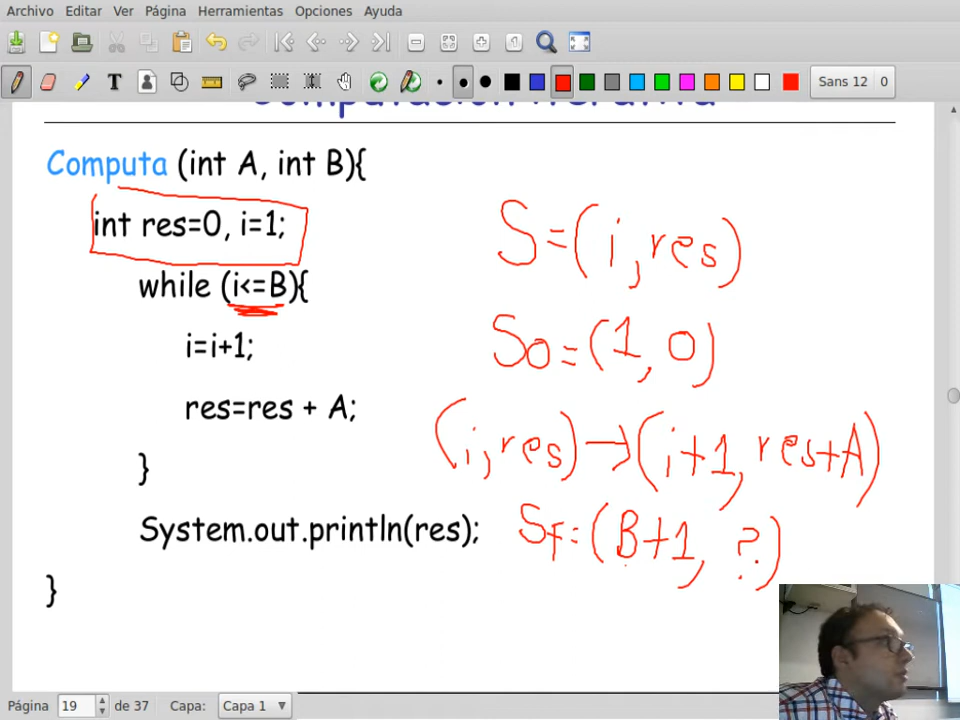 Archivo Editar Ver Página Herramientas Opciones Ayuda
Sans 12 0
Computa (int A, int B){
int res=0, i=1;
while (i<=B){
i=i+1;
res=res + A;
}
System.out.println(res);
}
S=(i,res)
So=(1,0)
(i,res)→(i+1,res+A)
SF=(B+1, ?)
Página 19 de 37 Capa: Capa 1